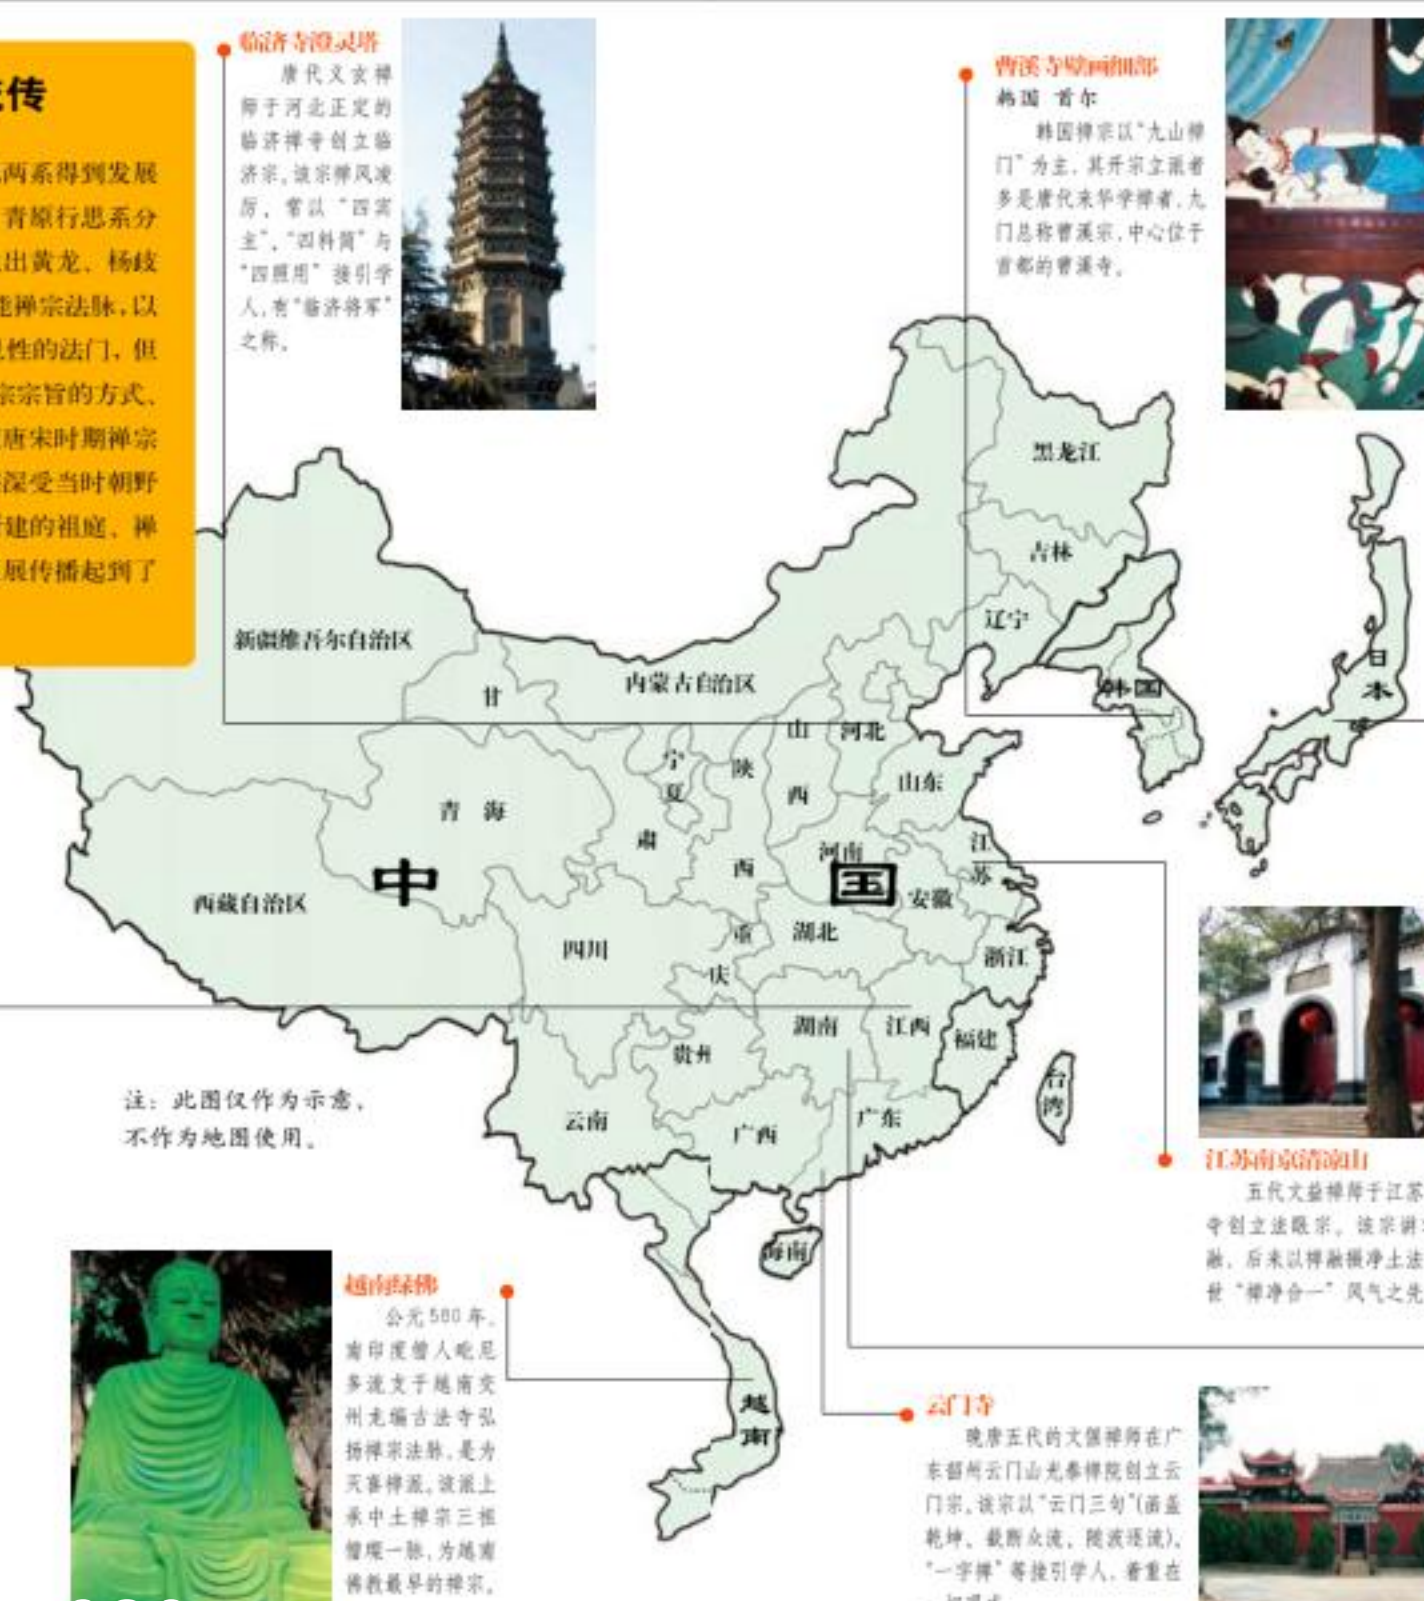 传
两系得到发展
青原行思系分
出黄龙、杨歧
能禅宗法脉,以
性的法门,但
宗宗旨的方式、
唐宋时期禅宗
深受当时朝野
建的祖庭、禅
展传播起到了
临济寺澄灵塔
唐代义玄禅
师于河北正定的
临济禅寺创立临
济宗。该宗禅风凌
厉,常以“四宾
主”、“四料简”与
“四照用”接引学
人,有“临济将军”
之称。
曹溪寺壁画细部
韩国 首尔
韩国禅宗以“九山禅
门”为主,其开宗立派者
多是唐代来华学禅者,九
门总称曹溪宗,中心位于
首都的曹溪寺。
黑龙江
吉林
辽宁
新疆维吾尔自治区
内蒙古自治区
甘
肃
韩国
日本
山西
河北
宁夏
陕西
山东
青海
江苏
河南
中国
安徽
西藏自治区
四川
重庆
湖北
浙江
湖南
江西
福建
贵州
台湾
云南
广西
广东
海南
越南
注:此图仅作为示意,
不作为地图使用。
江苏南京清凉山
五代文益禅师于江苏
寺创立法眼宗。该宗讲
融,后来以禅融摄净土法
世“禅净合一”风气之先
越南绿佛
公元580年,
南印度僧人毗尼
多流支于越南交
州龙编古法寺弘
扬禅宗法脉,是为
灭喜禅派。该派上
承中土禅宗三祖
僧璨一脉,为越南
佛教最早的禅宗。
云门寺
晚唐五代的文偃禅师在广
东韶州云门山光泰禅院创立云
门宗。该宗以“云门三句”(函盖
乾坤、截断众流、随波逐流)、
“一字禅”等接引学人,着重在